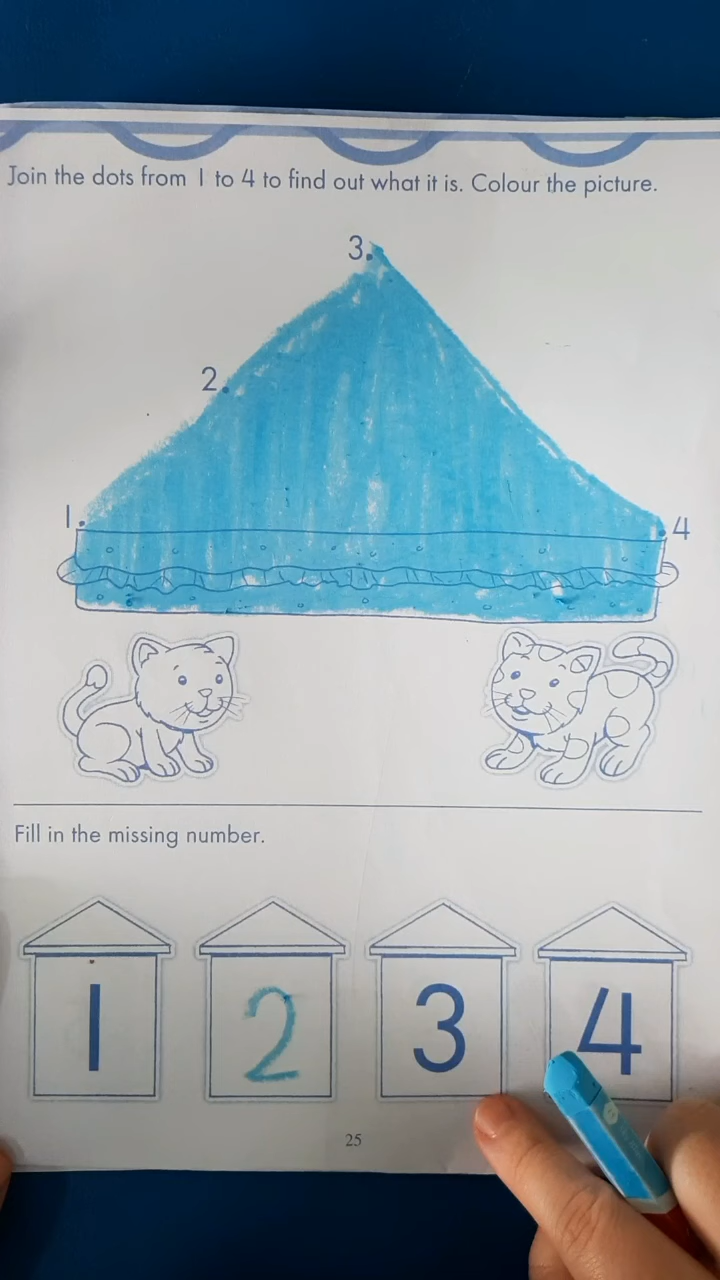 Join the dots from 1 to 4 to find out what it is. Colour the picture.
3.
2.
1.
4
Fill in the missing number.
1 2 3 4
25